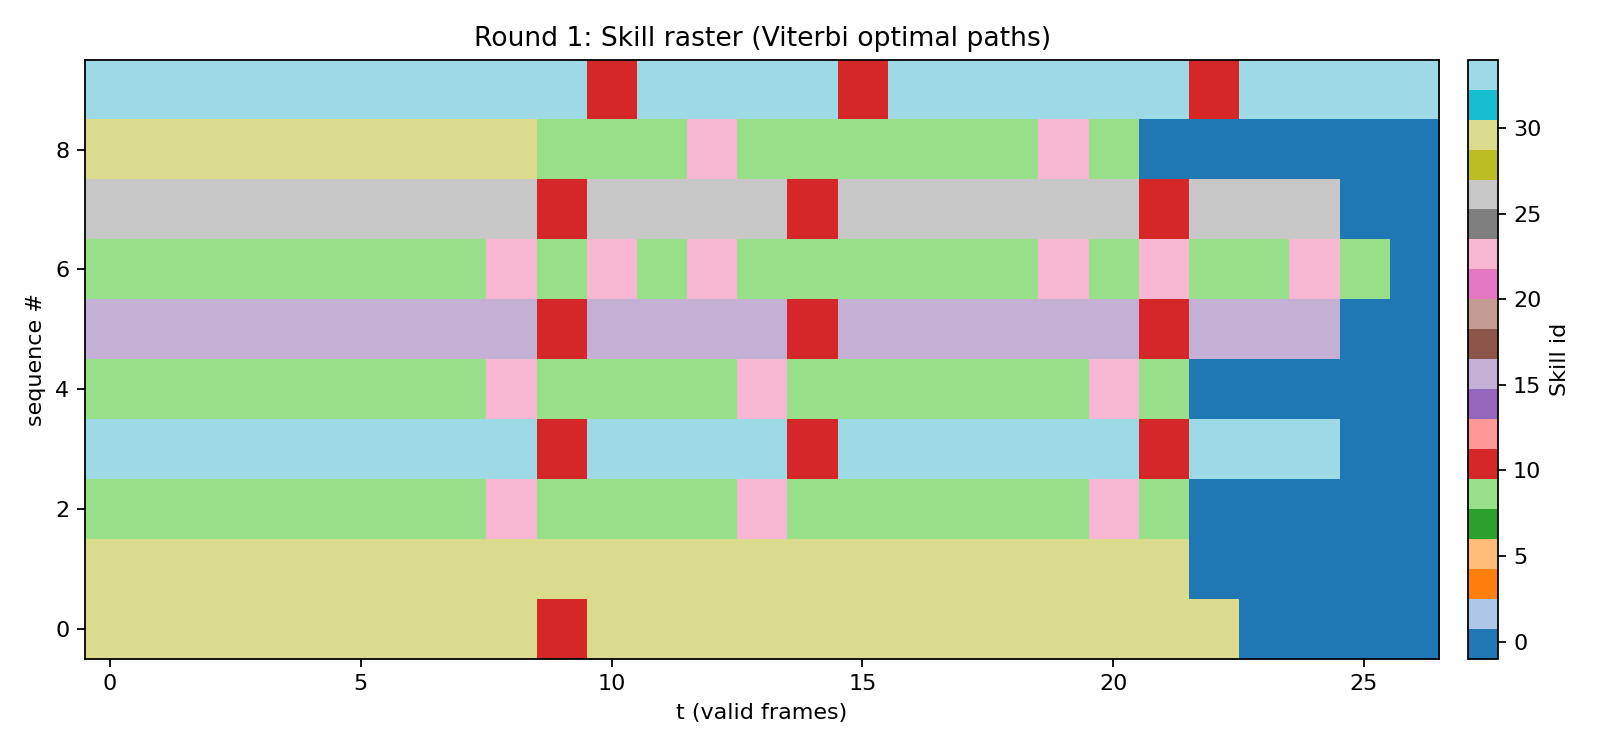 Round 1: Skill raster (Viterbi optimal paths)
8
6
4
2
0
sequence #
0 5 10 15 20 25
t (valid frames)
30
25
20
15
10
5
0
Skill id